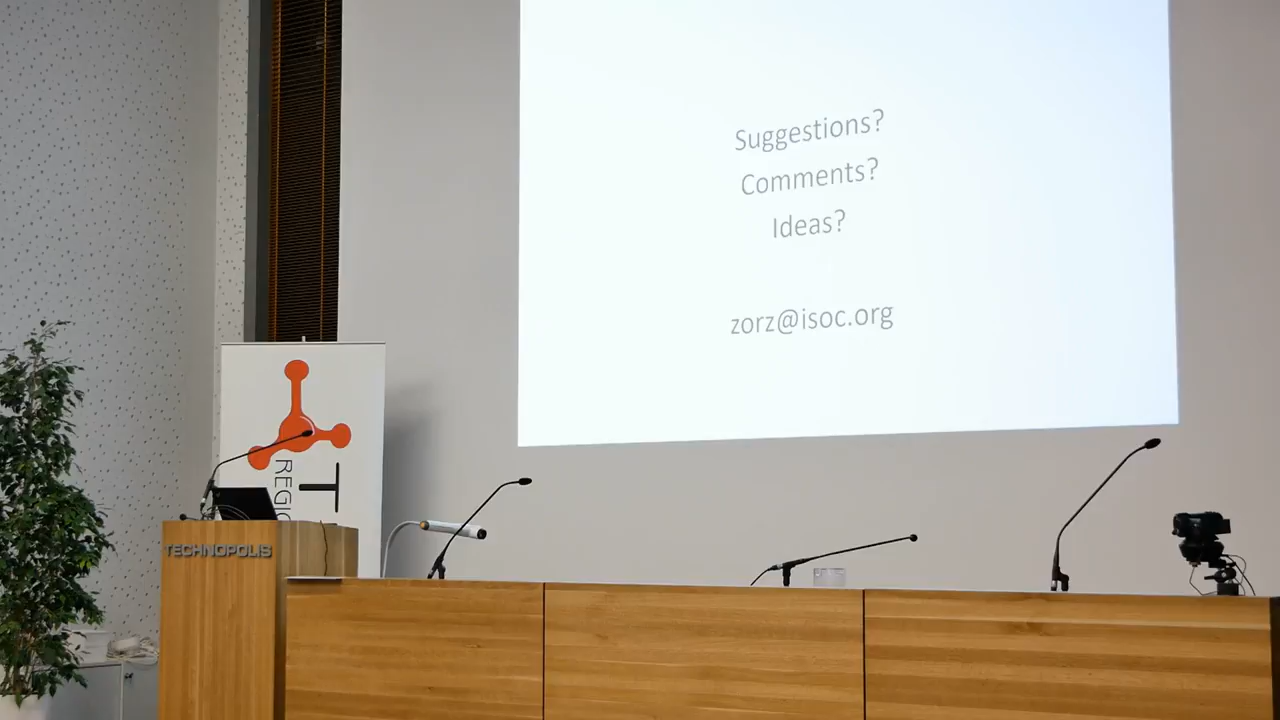 Suggestions?
Comments?
Ideas?
zorz@isoc.org
T
REGIO
TECHNOPOLIS